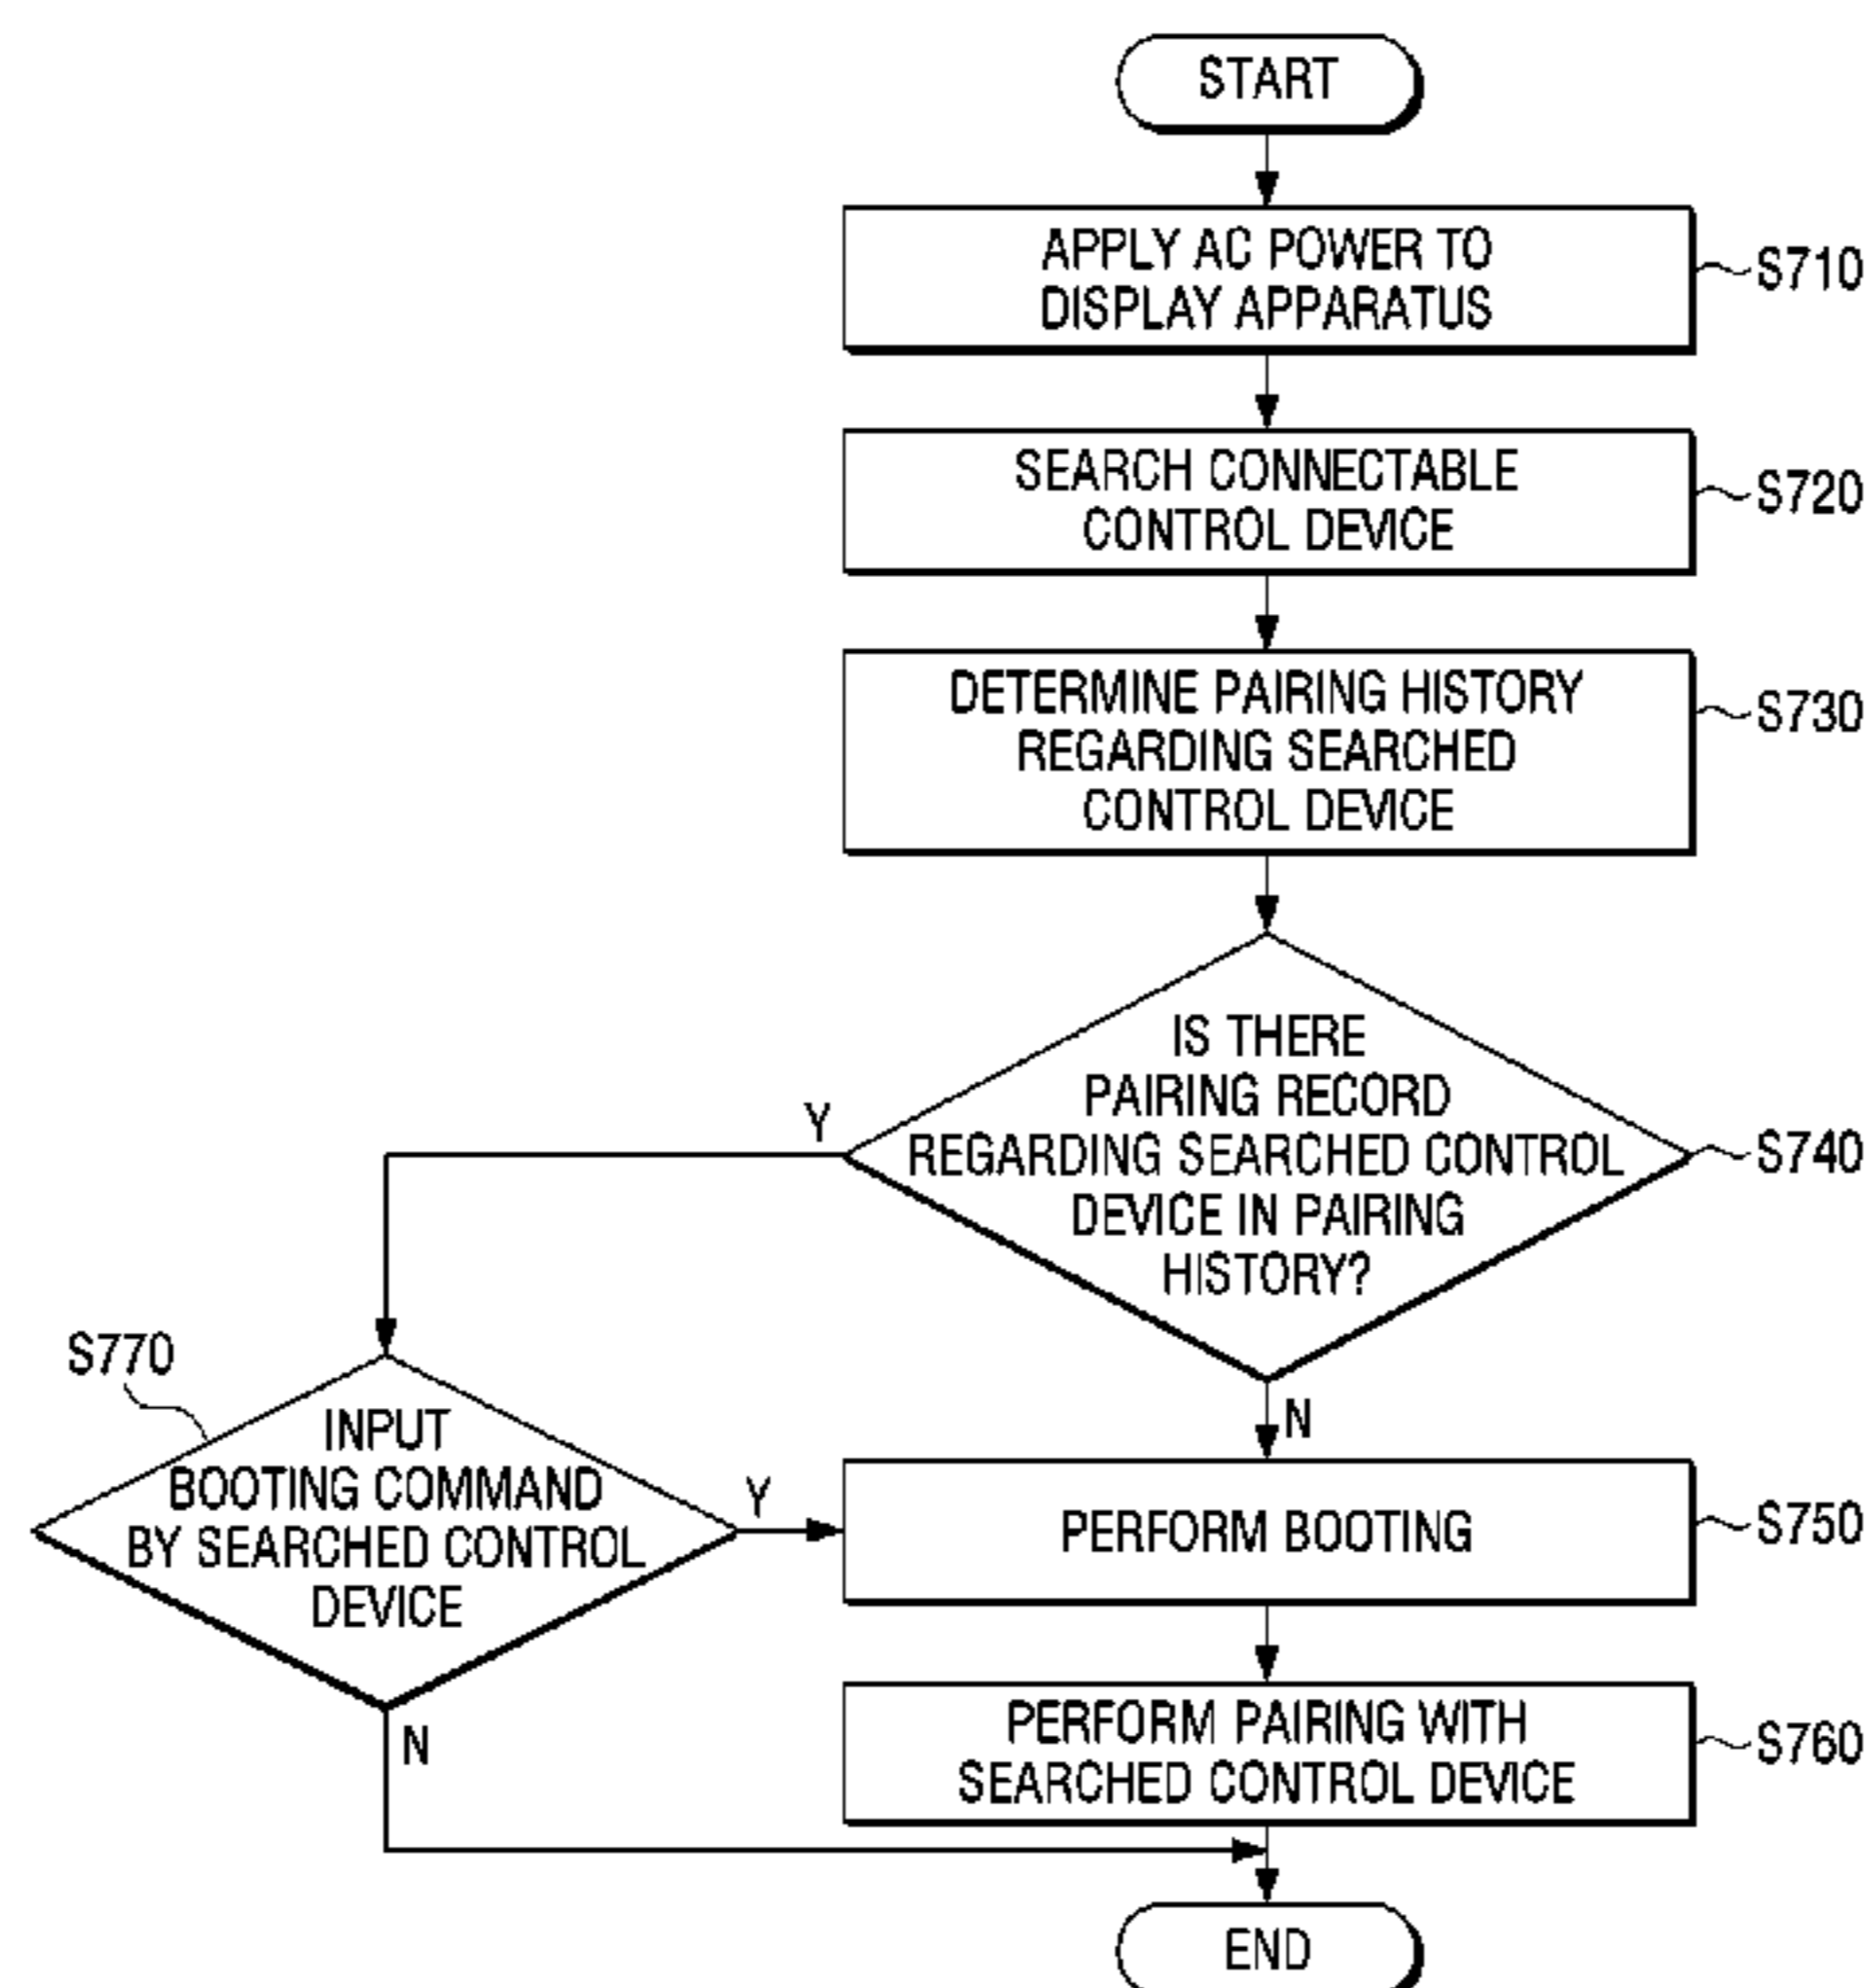 START
APPLY AC POWER TO
DISPLAY APPARATUS
S710
SEARCH CONNECTABLE
CONTROL DEVICE
S720
DETERMINE PAIRING HISTORY
REGARDING SEARCHED
CONTROL DEVICE
S730
IS THERE
PAIRING RECORD
REGARDING SEARCHED CONTROL
DEVICE IN PAIRING
HISTORY?
S740
Y
N
S770
INPUT
BOOTING COMMAND
BY SEARCHED CONTROL
DEVICE
Y
N
PERFORM BOOTING
S750
PERFORM PAIRING WITH
SEARCHED CONTROL DEVICE
S760
END